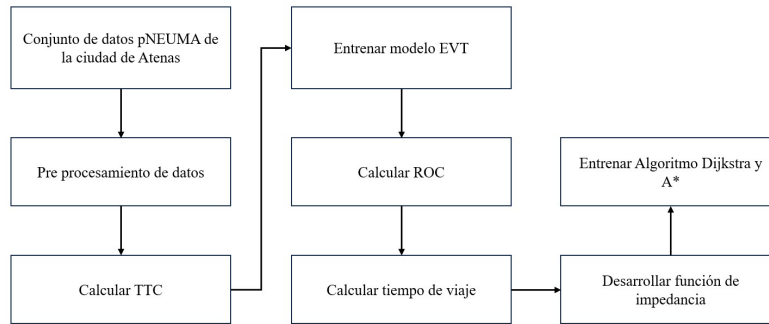 Conjunto de datos pNEUMA de
la ciudad de Atenas
Pre procesamiento de datos
Calcular TTC
Entrenar modelo EVT
Calcular ROC
Calcular tiempo de viaje
Desarrollar función de
impedancia
Entrenar Algoritmo Dijkstra y
A*